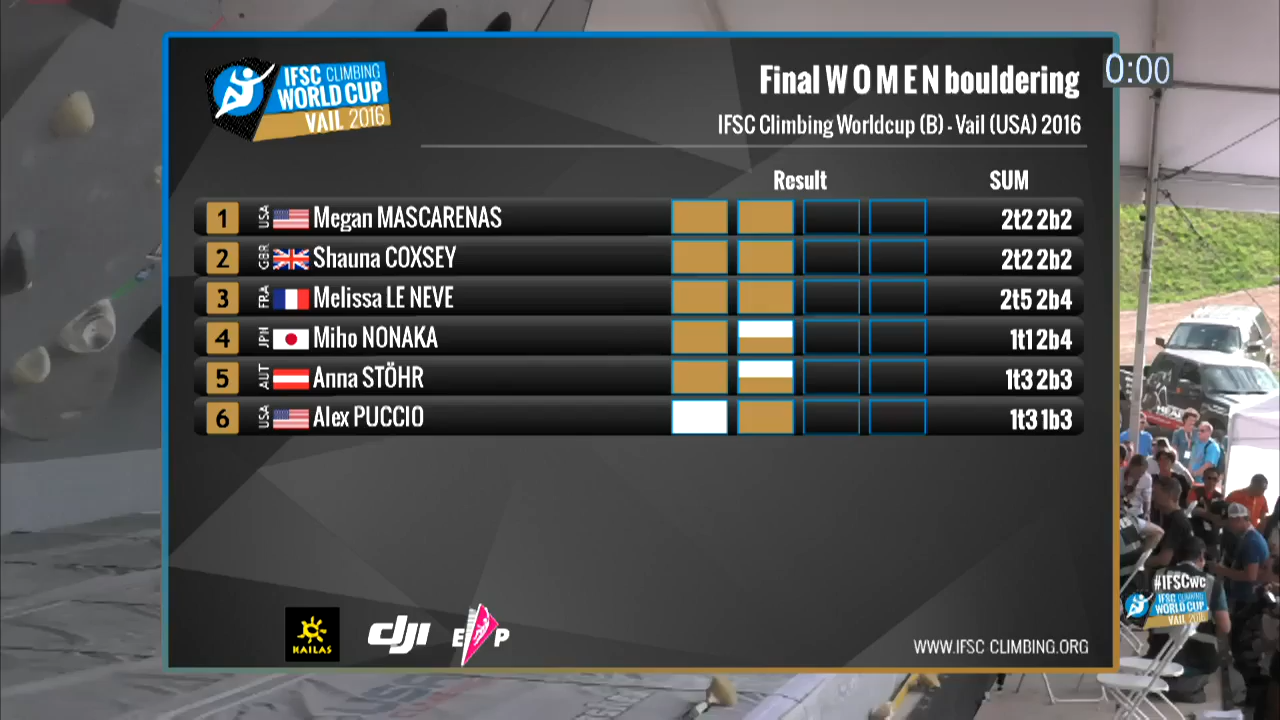 IFSC CLIMBING
WORLD CUP
VAIL 2016
Final WOMEN bouldering
0:00
IFSC Climbing Worldcup (B) - Vail (USA) 2016
Result SUM
1 USA Megan MASCARENAS 2t2 2b2
2 GBR Shauna COXSEY 2t2 2b2
3 FRA Melissa LE NEVE 2t5 2b4
4 JPN Miho NONAKA 1t1 2b4
5 AUT Anna STÖHR 1t3 2b3
6 USA Alex PUCCIO 1t3 1b3
#IFSCwc
IFSC CLIMBING
WORLD CUP
VAIL 2016
KAILAS dji EP
WWW.IFSC-CLIMBING.ORG